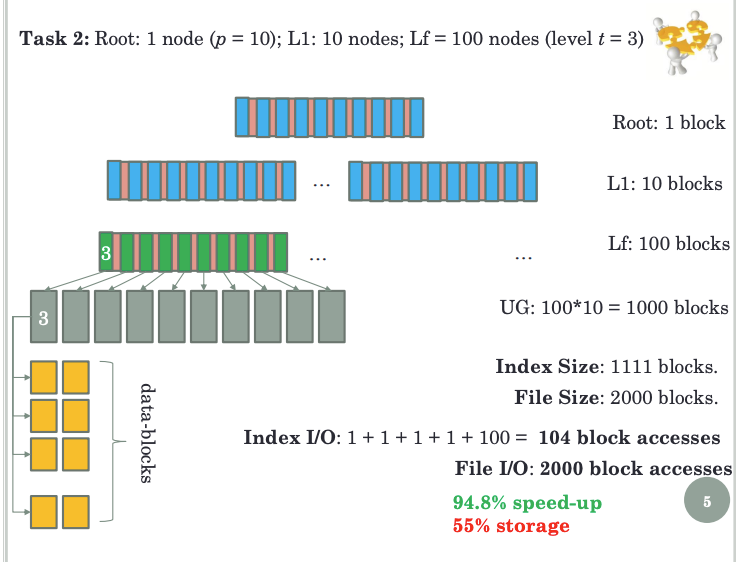 Task 2: Root: 1 node (p = 10); L1: 10 nodes; Lf = 100 nodes (level t = 3)
Root: 1 block
...
L1: 10 blocks
3
...
...
Lf: 100 blocks
3
UG: 100*10 = 1000 blocks
data-blocks
Index Size: 1111 blocks.
File Size: 2000 blocks.
Index I/O: 1 + 1 + 1 + 1 + 100 = 104 block accesses
File I/O: 2000 block accesses
94.8% speed-up
55% storage
5